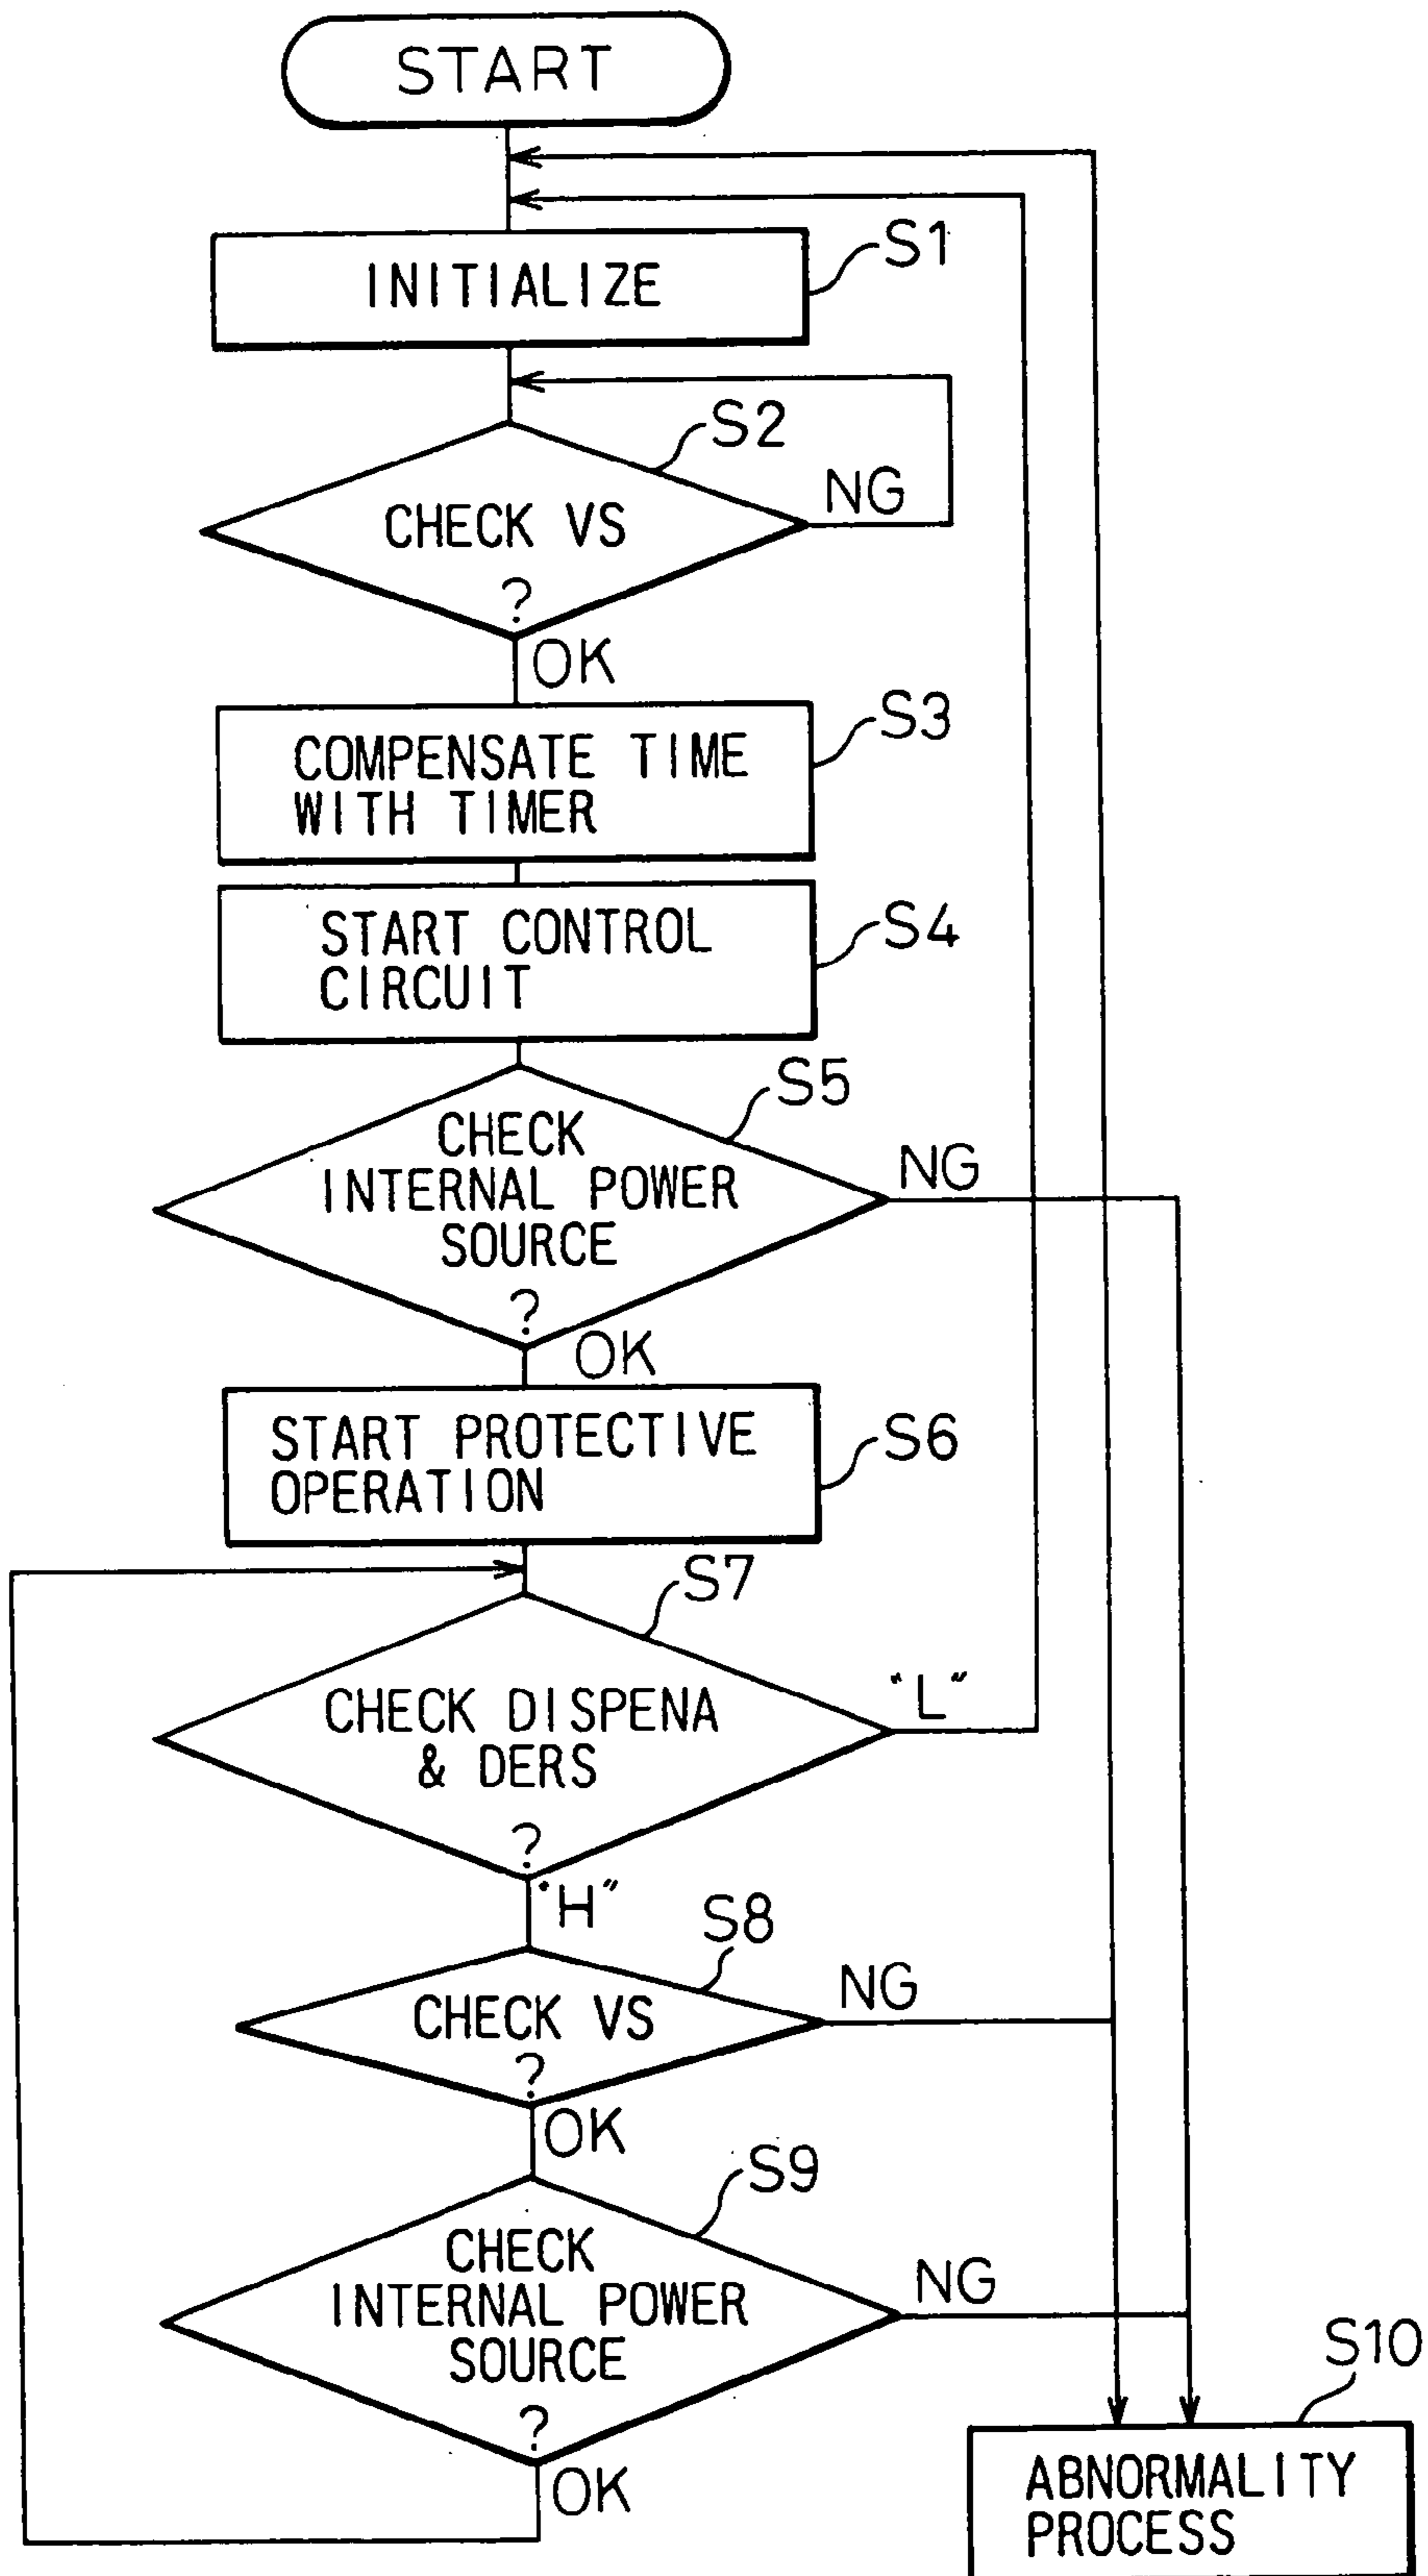 START
INITIALIZE
S1
S2
CHECK VS
?
NG
OK
COMPENSATE TIME
WITH TIMER
S3
START CONTROL
CIRCUIT
S4
S5
CHECK
INTERNAL POWER
SOURCE
?
NG
OK
START PROTECTIVE
OPERATION
S6
S7
CHECK DISPENA
& DERS
?
"L"
"H"
S8
CHECK VS
?
NG
OK
S9
CHECK
INTERNAL POWER
SOURCE
?
NG
OK
S10
ABNORMALITY
PROCESS